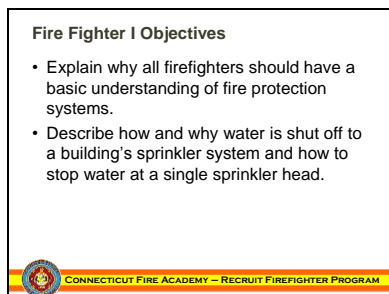 Fire Fighter I Objectives
• Explain why all firefighters should have a
basic understanding of fire protection
systems.
• Describe how and why water is shut off to
a building's sprinkler system and how to
stop water at a single sprinkler head.
CONNECTICUT FIRE ACADEMY – RECRUIT FIREFIGHTER PROGRAM